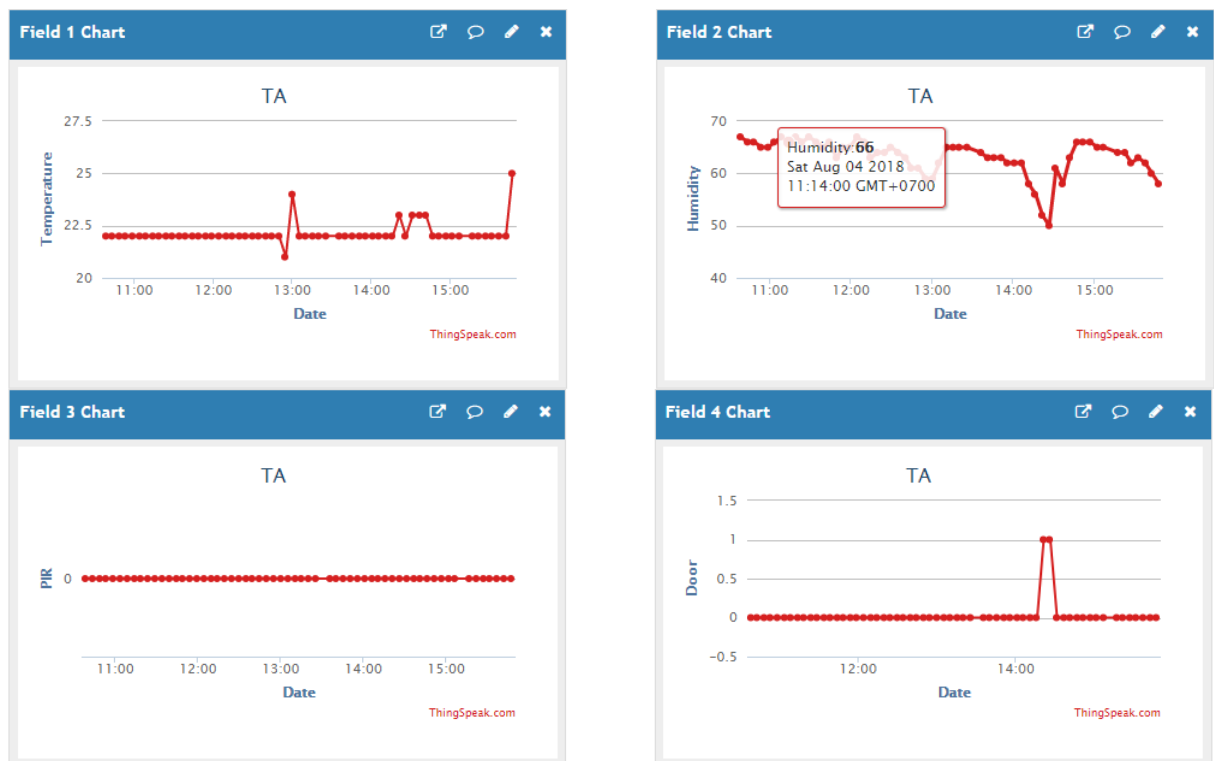 Field 1 Chart
TA
27.5
25
22.5
20
Temperature
11:00 12:00 13:00 14:00 15:00
Date
ThingSpeak.com
Field 2 Chart
TA
70
60
50
40
Humidity
Humidity:66
Sat Aug 04 2018
11:14:00 GMT+0700
11:00 12:00 13:00 14:00 15:00
Date
ThingSpeak.com
Field 3 Chart
TA
PIR
0
11:00 12:00 13:00 14:00 15:00
Date
ThingSpeak.com
Field 4 Chart
TA
1.5
1
0.5
0
-0.5
Door
12:00 14:00
Date
ThingSpeak.com